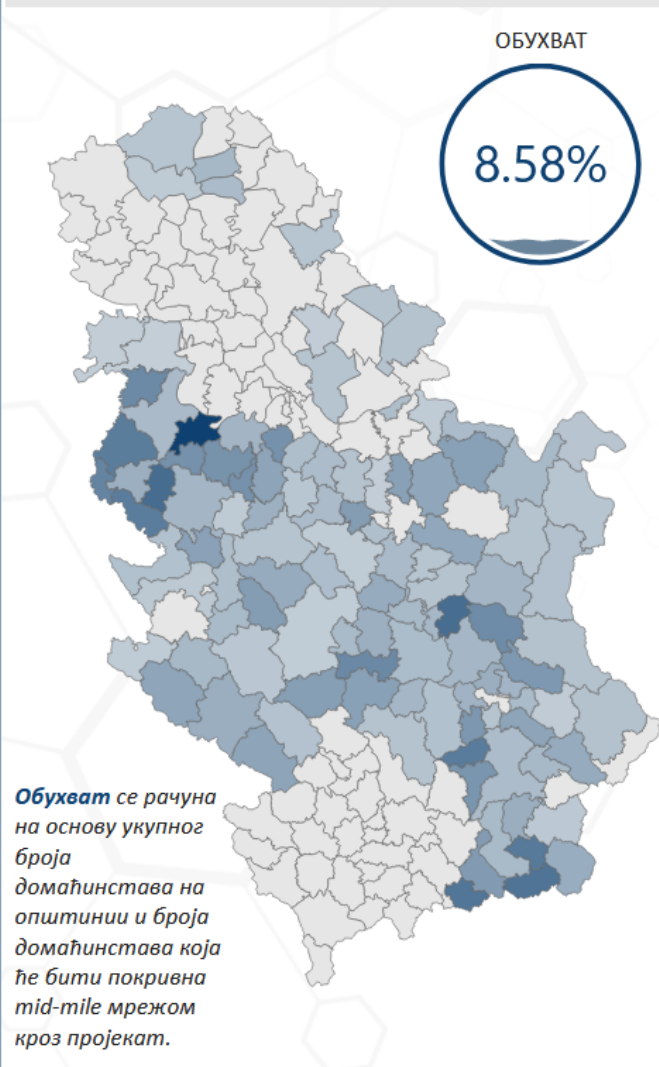 ОБУХВАТ
8.58%
Обухват се рачуна
на основу укупног
броја
домаћинстава на
општинии и броја
домаћинстава која
ће бити покривна
mid-mile мрежом
кроз пројекат.